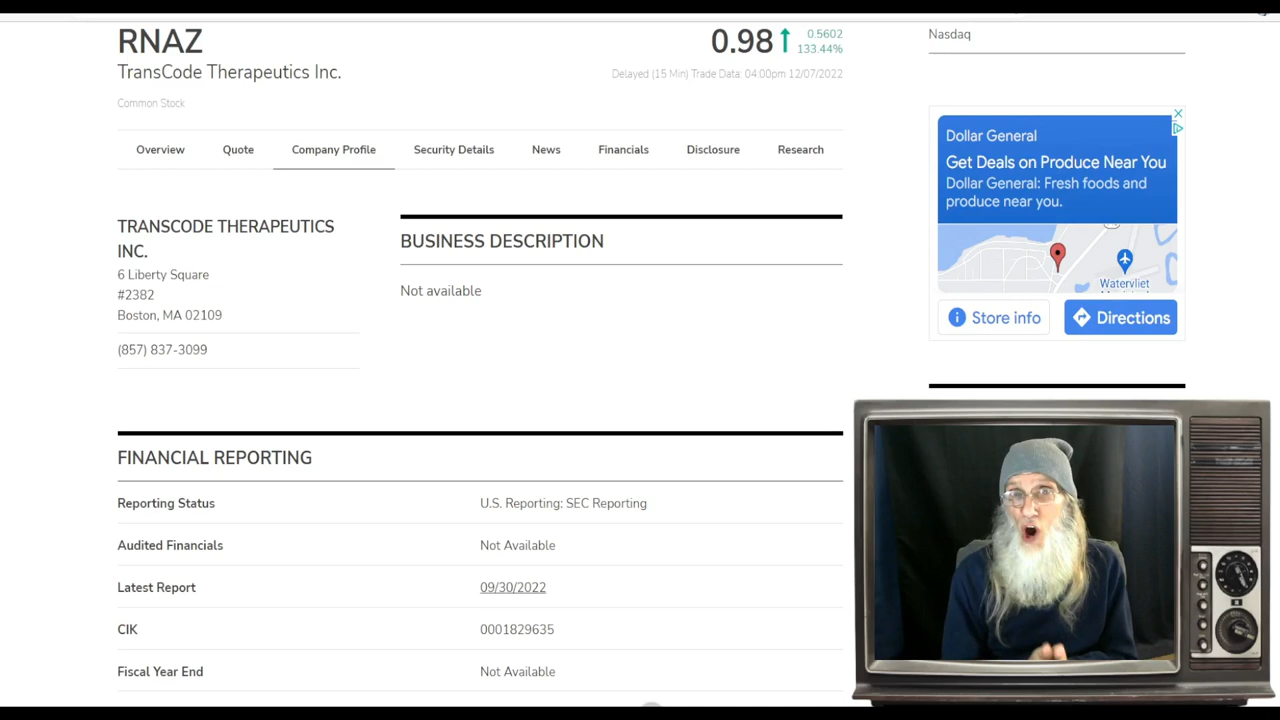 RNAZ
0.98
0.5602
133.44%
TransCode Therapeutics Inc.
Delayed (15 Min) Trade Data: 04:00pm 12/07/2022
Common Stock
Nasdaq
Overview
Quote
Company Profile
Security Details
News
Financials
Disclosure
Research
TRANSCODE THERAPEUTICS
INC.
6 Liberty Square
#2382
Boston, MA 02109
(857) 837-3099
BUSINESS DESCRIPTION
Not available
Dollar General
Get Deals on Produce Near You
Dollar General: Fresh foods and
produce near you.
Watervliet
Store info
Directions
FINANCIAL REPORTING
Reporting Status
U.S. Reporting: SEC Reporting
Audited Financials
Not Available
Latest Report
09/30/2022
CIK
0001829635
Fiscal Year End
Not Available